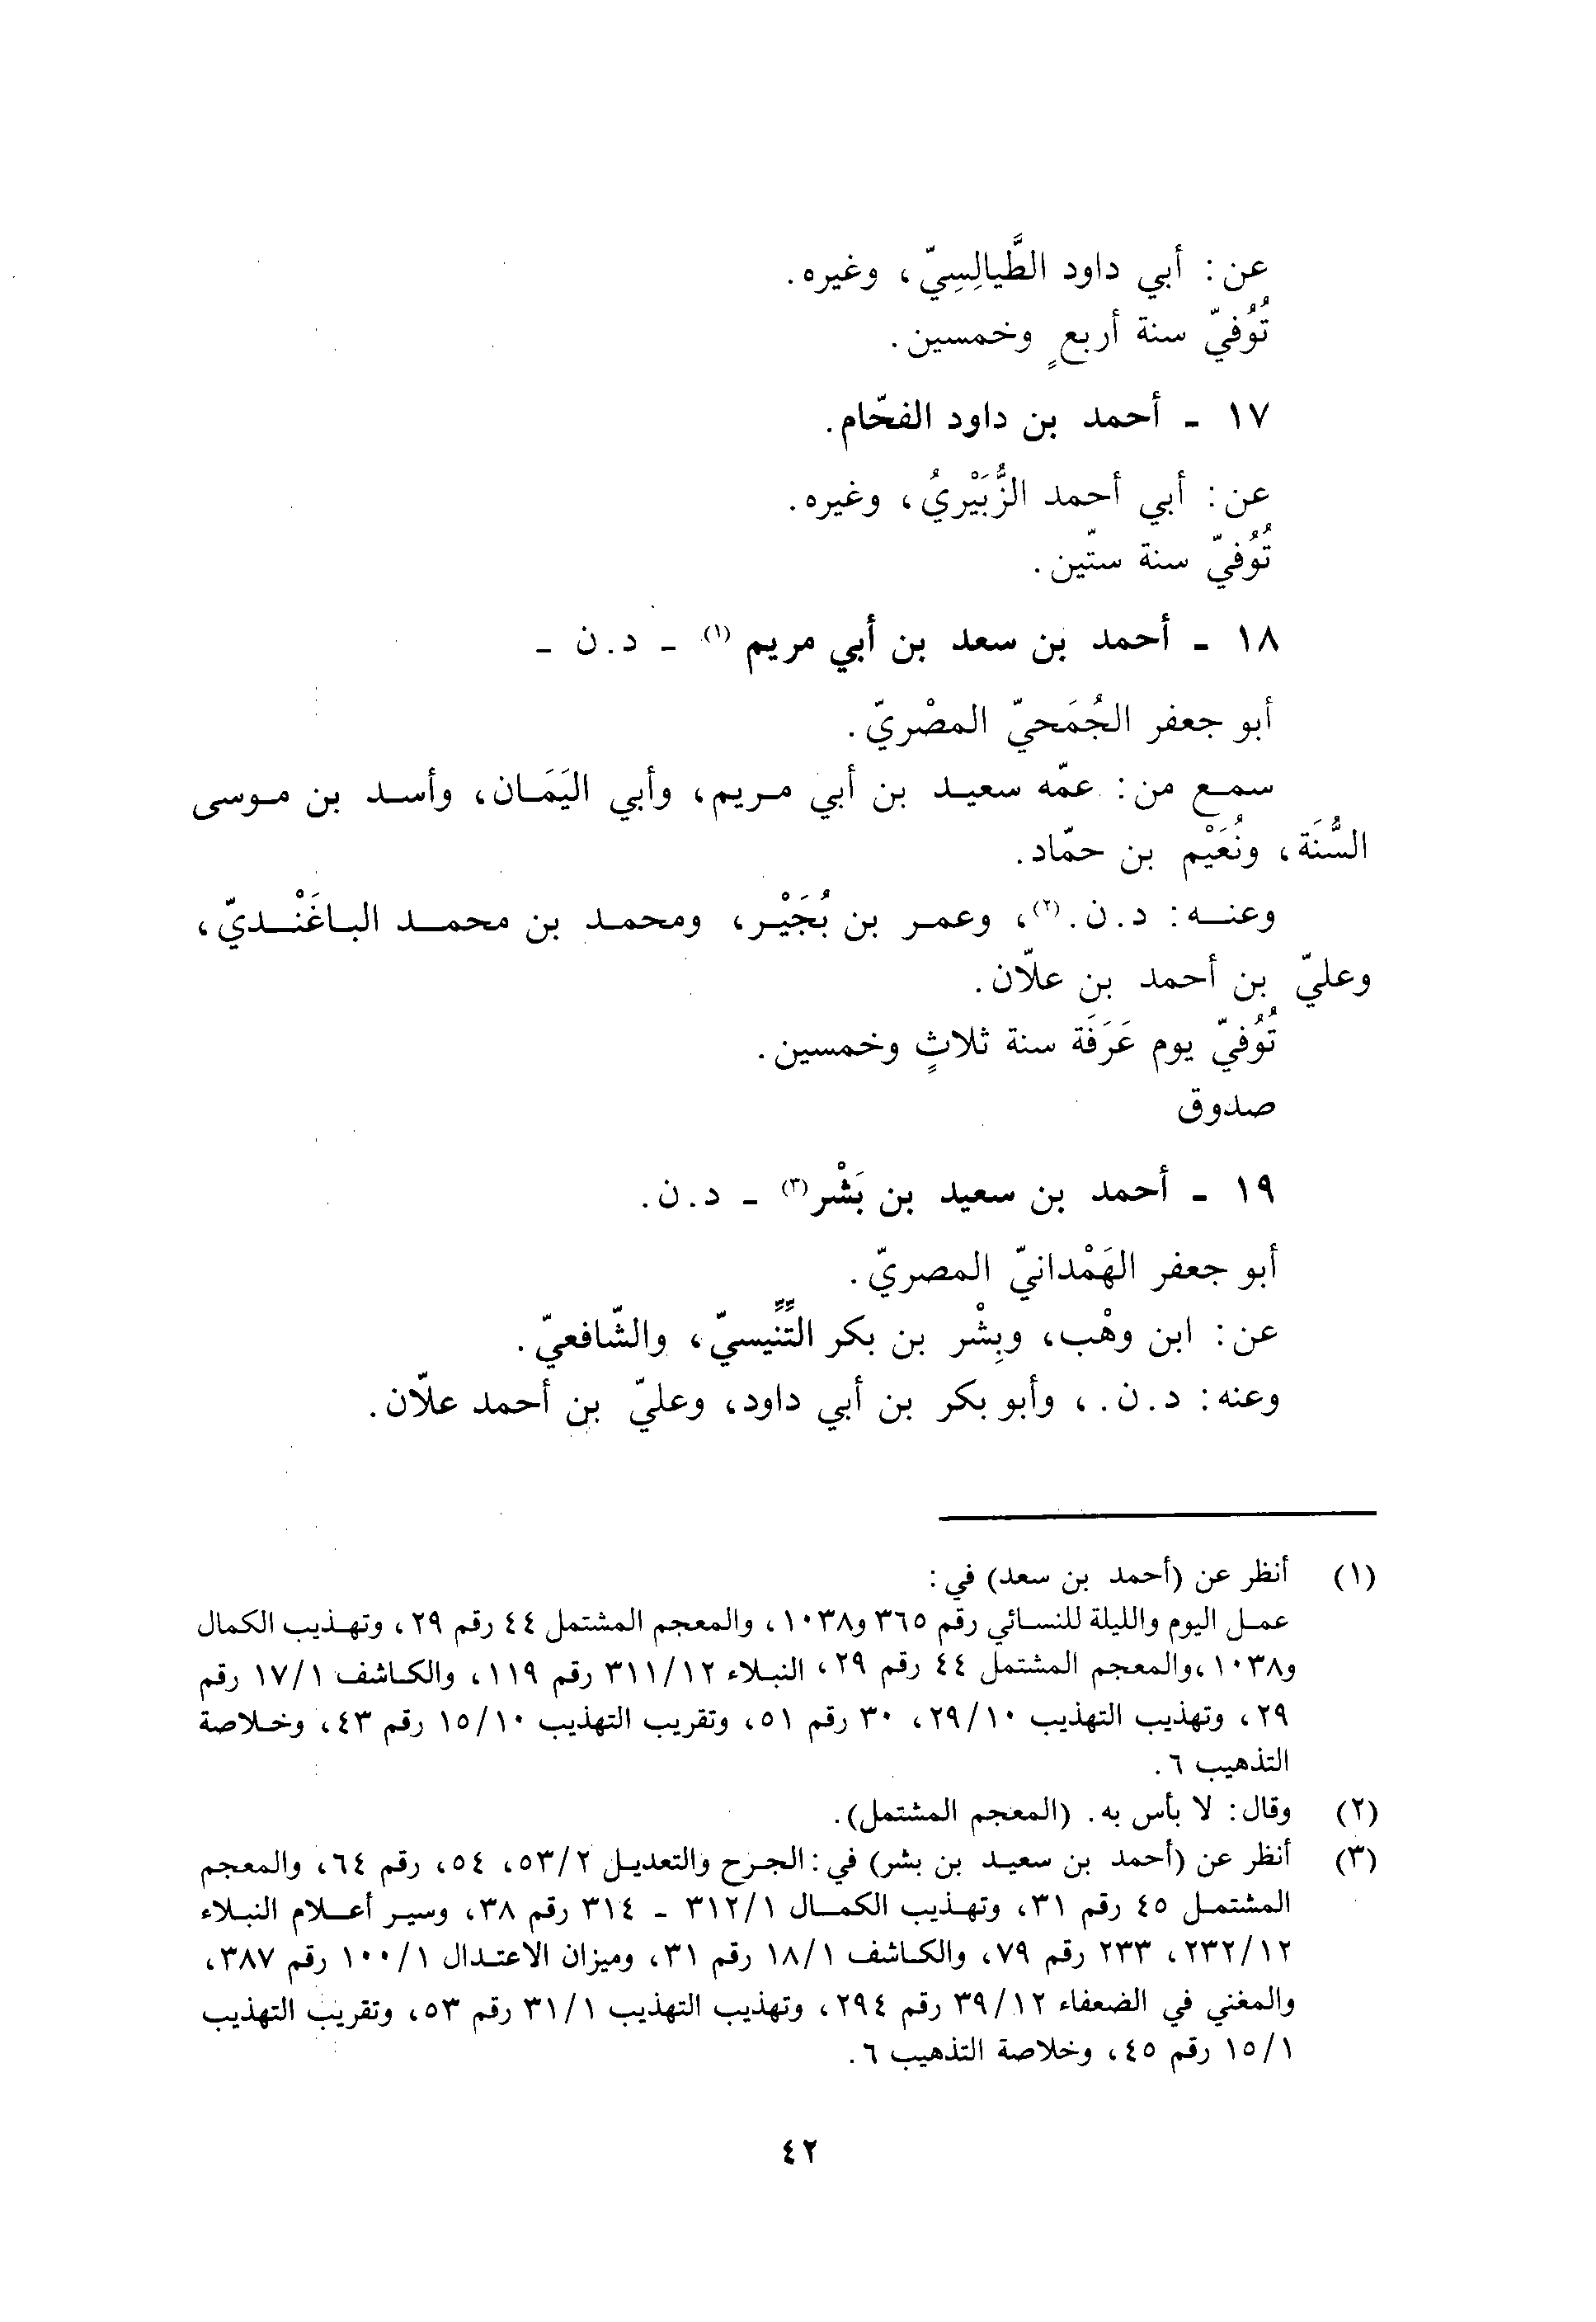 عن: أبي داود الطَّيالِسِيّ، وغيره.
تُوُفيّ سنة أربعٍ وخمسين.
١٧ - أحمد بن داود الفحّام.
عن: أبي أحمد الزُّبَيْريُ، وغيره.
تُوُفيّ سنة ستّين.
١٨ - أحمد بن سعد بن أبي مريم (١) - د.ن -
أبو جعفر الجُمَحيّ المصْريّ.
سمع من: عمّه سعيد بن أبي مريم، وأبي اليَمَان، وأسد بن موسى
السُّنَة، ونُعَيْم بن حمّاد.
وعنه: د.ن.(٢)، وعمر بن بُجَيْر، ومحمد بن محمد الباغَنْديّ،
وعليّ بن أحمد بن علّان.
تُوُفيّ يوم عَرَفَة سنة ثلاثٍ وخمسين.
صدوق
١٩ - أحمد بن سعيد بن بَشْر(٣) - د.ن.
أبو جعفر الهَمْدانيّ المصريّ.
عن: ابن وهْب، وبِشْر بن بكر التِّنِّيسيّ، والشّافعيّ.
وعنه: د.ن.، وأبو بكر بن أبي داود، وعليّ بن أحمد علّان.
(١) أنظر عن (أحمد بن سعد) في:
عمل اليوم والليلة للنسائي رقم ٣٦٥ و١٠٣٨، والمعجم المشتمل ٤٤ رقم ٢٩، وتهذيب الكمال
و١٠٣٨،والمعجم المشتمل ٤٤ رقم ٢٩، النبلاء ٣١١/١٢ رقم ١١٩، والكاشف ١٧/١ رقم
٢٩، وتهذيب التهذيب ٢٩/١٠، ٣٠ رقم ٥١، وتقريب التهذيب ١٥/١٠ رقم ٤٣، وخلاصة
التذهيب ٦.
(٢) وقال: لا بأس به. (المعجم المشتمل).
(٣) أنظر عن (أحمد بن سعيد بن بشر) في: الجرح والتعديل ٥٣/٢، ٥٤، رقم ٦٤، والمعجم
المشتمل ٤٥ رقم ٣١، وتهذيب الكمال ٣١٢/١ - ٣١٤ رقم ٣٨، وسير أعلام النبلاء
٢٣٢/١٢، ٢٣٣ رقم ٧٩، والكاشف ١٨/١ رقم ٣١، وميزان الاعتدال ١٠٠/١ رقم ٣٨٧،
والمغني في الضعفاء ٣٩/١٢ رقم ٢٩٤، وتهذيب التهذيب ٣١/١ رقم ٥٣، وتقريب التهذيب
١٥/١ رقم ٤٥، وخلاصة التذهيب ٦.
٤٢